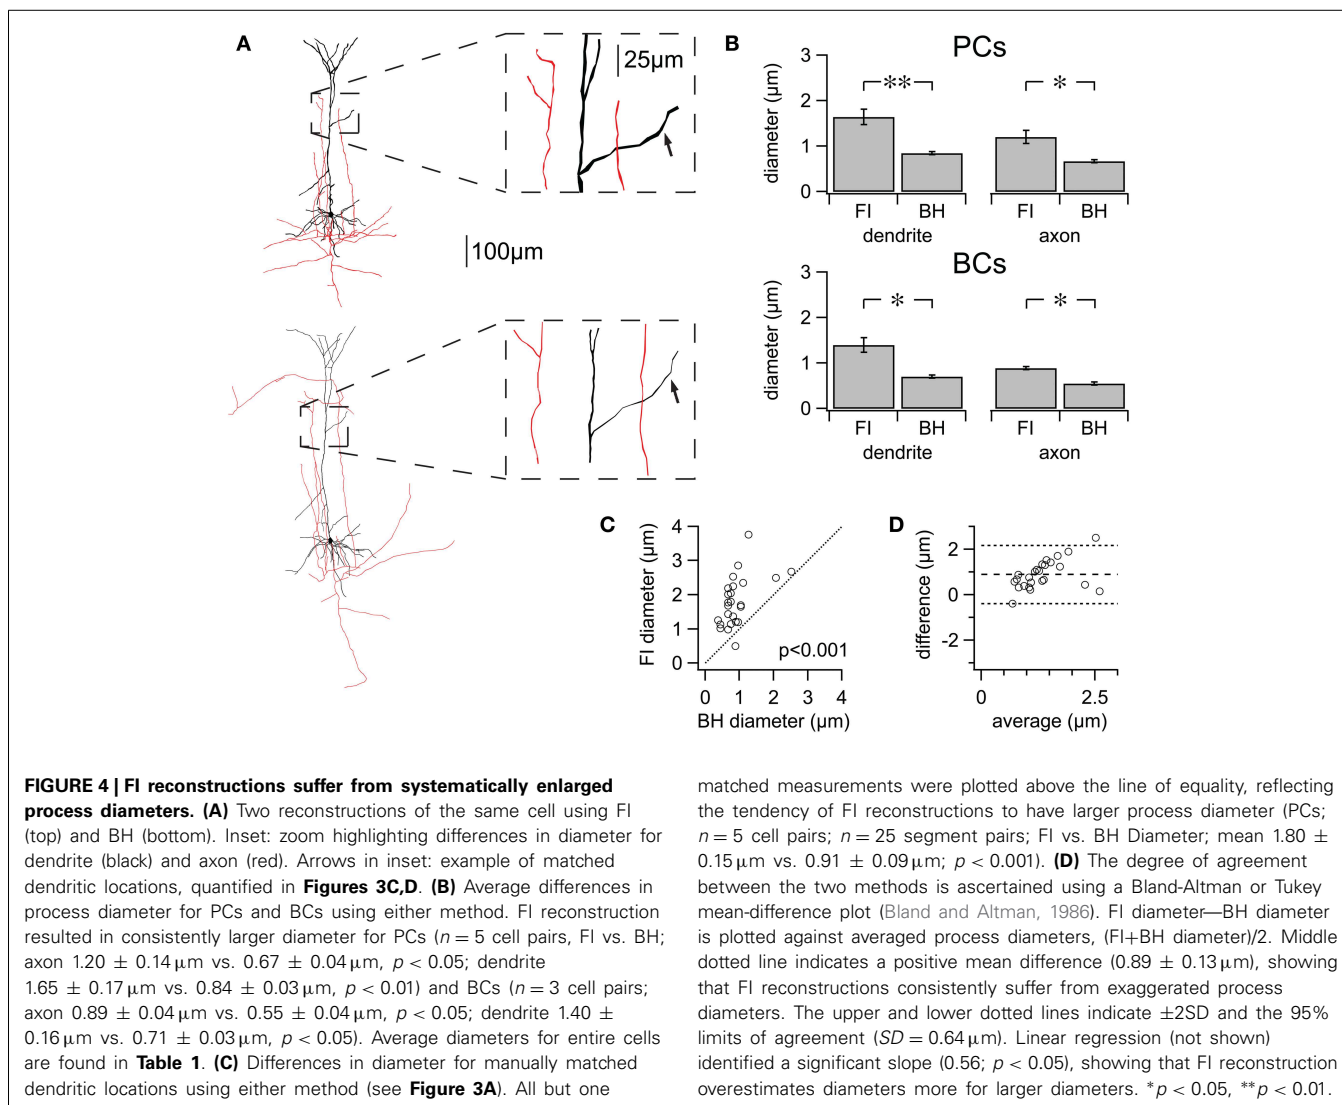 A
25µm
100µm
B
PCs
diameter (µm)
3
2
1
0
**
*
FI
BH
FI
BH
dendrite
axon
BCs
diameter (µm)
3
2
1
0
*
*
FI
BH
FI
BH
dendrite
axon
C
FI diameter (µm)
4
3
2
1
0
p<0.001
0
1
2
3
4
BH diameter (µm)
D
difference (µm)
2
0
-2
0
2.5
average (µm)
FIGURE 4 | FI reconstructions suffer from systematically enlarged
process diameters. (A) Two reconstructions of the same cell using FI
(top) and BH (bottom). Inset: zoom highlighting differences in diameter for
dendrite (black) and axon (red). Arrows in inset: example of matched
dendritic locations, quantified in Figures 3C,D. (B) Average differences in
process diameter for PCs and BCs using either method. FI reconstruction
resulted in consistently larger diameter for PCs (n = 5 cell pairs, FI vs. BH;
axon 1.20 ± 0.14 µm vs. 0.67 ± 0.04 µm, p < 0.05; dendrite
1.65 ± 0.17 µm vs. 0.84 ± 0.03 µm, p < 0.01) and BCs (n = 3 cell pairs;
axon 0.89 ± 0.04 µm vs. 0.55 ± 0.04 µm, p < 0.05; dendrite 1.40 ±
0.16 µm vs. 0.71 ± 0.03 µm, p < 0.05). Average diameters for entire cells
are found in Table 1. (C) Differences in diameter for manually matched
dendritic locations using either method (see Figure 3A). All but one
matched measurements were plotted above the line of equality, reflecting
the tendency of FI reconstructions to have larger process diameter (PCs;
n = 5 cell pairs; n = 25 segment pairs; FI vs. BH Diameter; mean 1.80 ±
0.15 µm vs. 0.91 ± 0.09 µm; p < 0.001). (D) The degree of agreement
between the two methods is ascertained using a Bland-Altman or Tukey
mean-difference plot (Bland and Altman, 1986). FI diameter—BH diameter
is plotted against averaged process diameters, (FI+BH diameter)/2. Middle
dotted line indicates a positive mean difference (0.89 ± 0.13 µm), showing
that FI reconstructions consistently suffer from exaggerated process
diameters. The upper and lower dotted lines indicate ±2SD and the 95%
limits of agreement (SD = 0.64 µm). Linear regression (not shown)
identified a significant slope (0.56; p < 0.05), showing that FI reconstruction
overestimates diameters more for larger diameters. *p < 0.05, **p < 0.01.